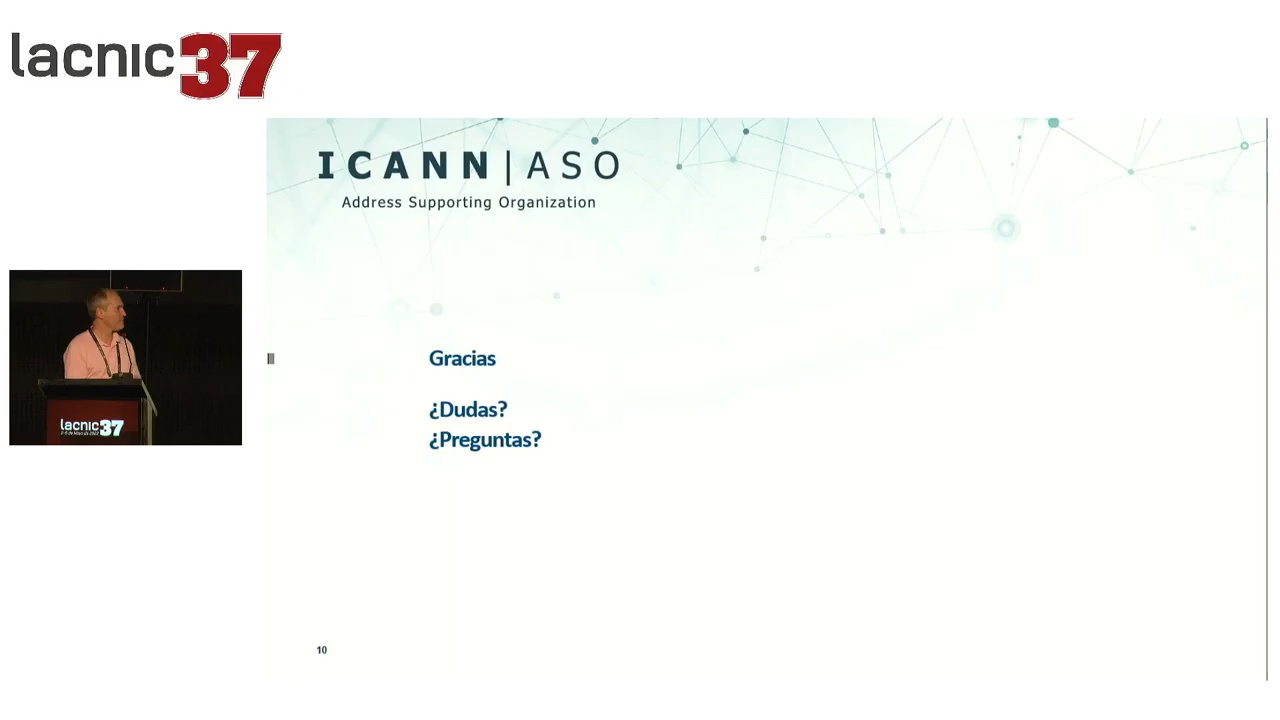 lacnic37
ICANN | ASO
Address Supporting Organization
Gracias
¿Dudas?
¿Preguntas?
lacnic37
10